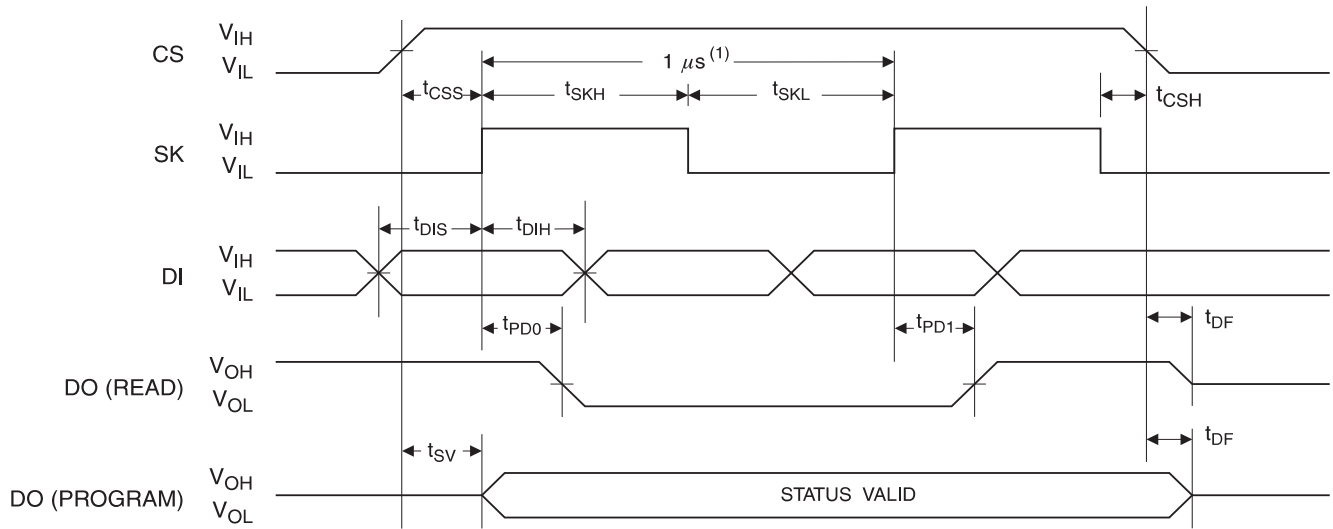 CS V_IH
V_IL
1 μs(1)
t_CSS t_SKH t_SKL t_CSH
SK V_IH
V_IL
t_DIS t_DIH
DI V_IH
V_IL
t_PD0 t_PD1 t_DF
DO (READ) V_OH
V_OL
t_SV t_DF
DO (PROGRAM) V_OH
V_OL
STATUS VALID